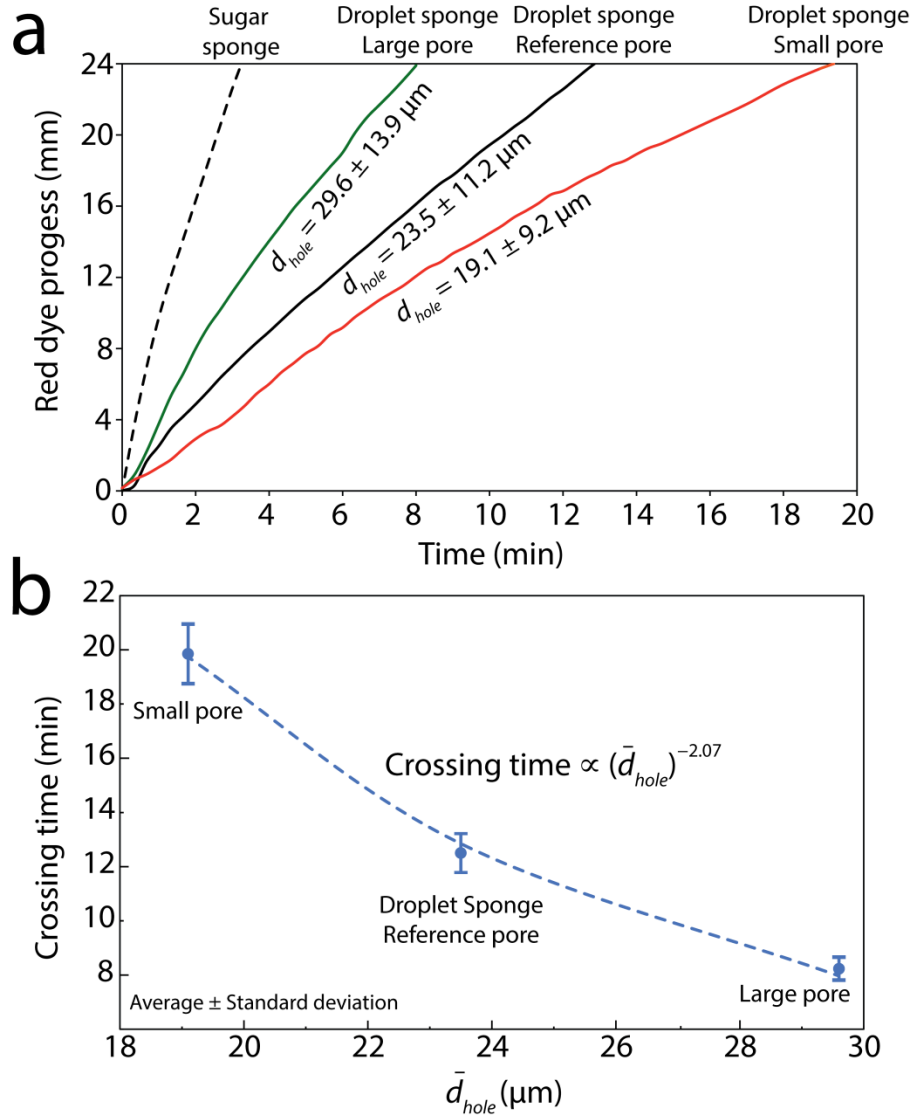 a
Sugar
sponge
Droplet sponge
Large pore
Droplet sponge
Reference pore
Droplet sponge
Small pore
Red dye progess (mm)
24
20
16
12
8
4
0
d_hole = 29.6 ± 13.9 µm
d_hole = 23.5 ± 11.2 µm
d_hole = 19.1 ± 9.2 µm
0 2 4 6 8 10 12 14 16 18 20
Time (min)
b
Crossing time (min)
22
20
18
16
14
12
10
8
Small pore
Crossing time ∝ (d̄_hole)^−2.07
Droplet Sponge
Reference pore
Large pore
Average ± Standard deviation
18 20 22 24 26 28 30
d̄_hole (µm)